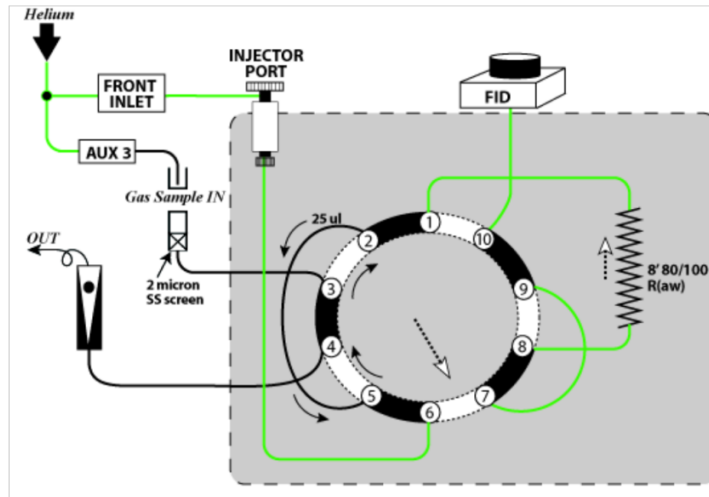 Helium
INJECTOR
PORT
FRONT
INLET
FID
AUX 3
Gas Sample IN
OUT
25 ul
2 micron
SS screen
1
2
3
4
5
6
7
8
9
10
8' 80/100
R(aw)